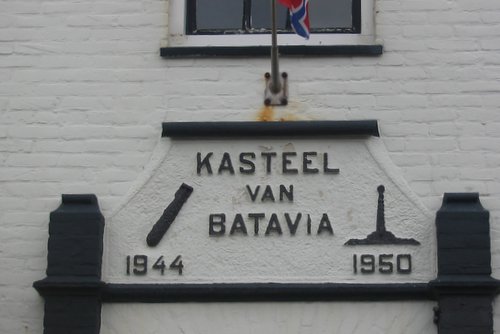 KASTEEL
VAN
BATAVIA
1944 1950